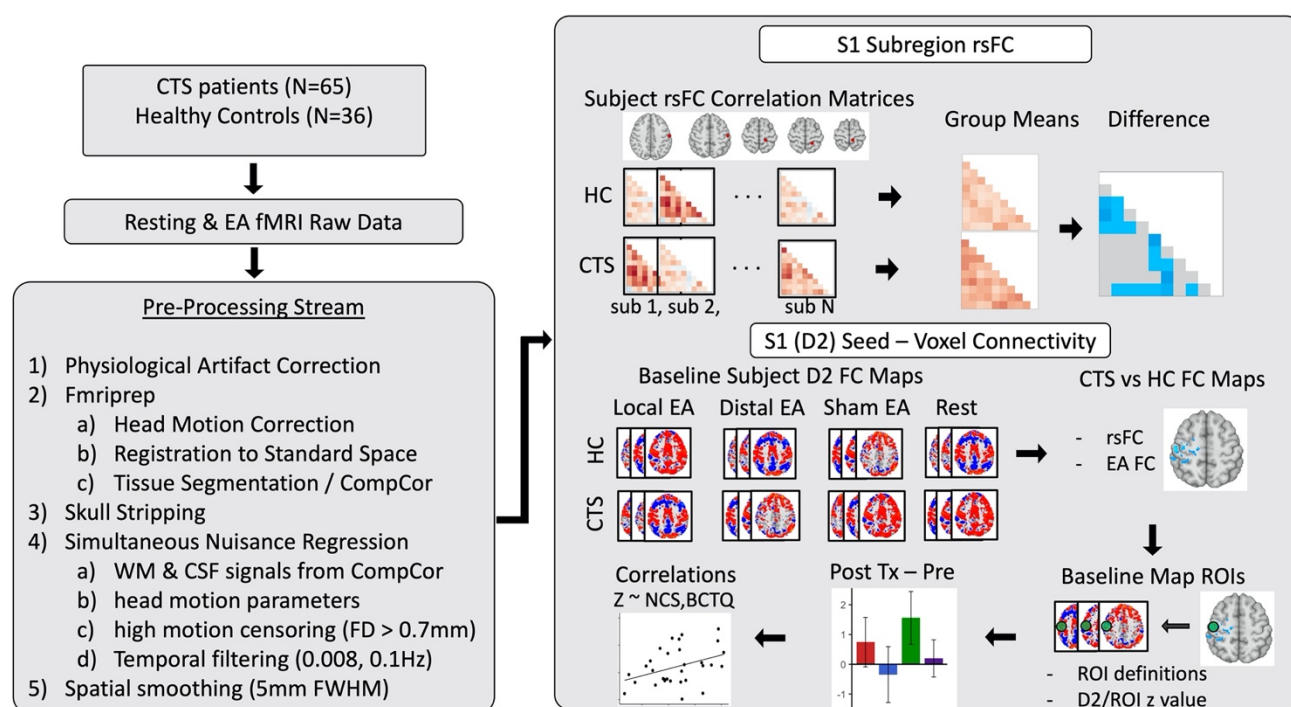 CTS patients (N=65)
Healthy Controls (N=36)
Resting & EA fMRI Raw Data
Pre-Processing Stream
1) Physiological Artifact Correction
2) Fmriprep
a) Head Motion Correction
b) Registration to Standard Space
c) Tissue Segmentation / CompCor
3) Skull Stripping
4) Simultaneous Nuisance Regression
a) WM & CSF signals from CompCor
b) head motion parameters
c) high motion censoring (FD > 0.7mm)
d) Temporal filtering (0.008, 0.1Hz)
5) Spatial smoothing (5mm FWHM)
S1 Subregion rsFC
Subject rsFC Correlation Matrices
Group Means
Difference
HC
. . .
CTS
. . .
sub 1, sub 2,
sub N
S1 (D2) Seed – Voxel Connectivity
Baseline Subject D2 FC Maps
Local EA
Distal EA
Sham EA
Rest
HC
CTS
CTS vs HC FC Maps
- rsFC
- EA FC
Baseline Map ROIs
- ROI definitions
- D2/ROI z value
Post Tx – Pre
2
1
0
-1
Correlations
Z ~ NCS,BCTQ